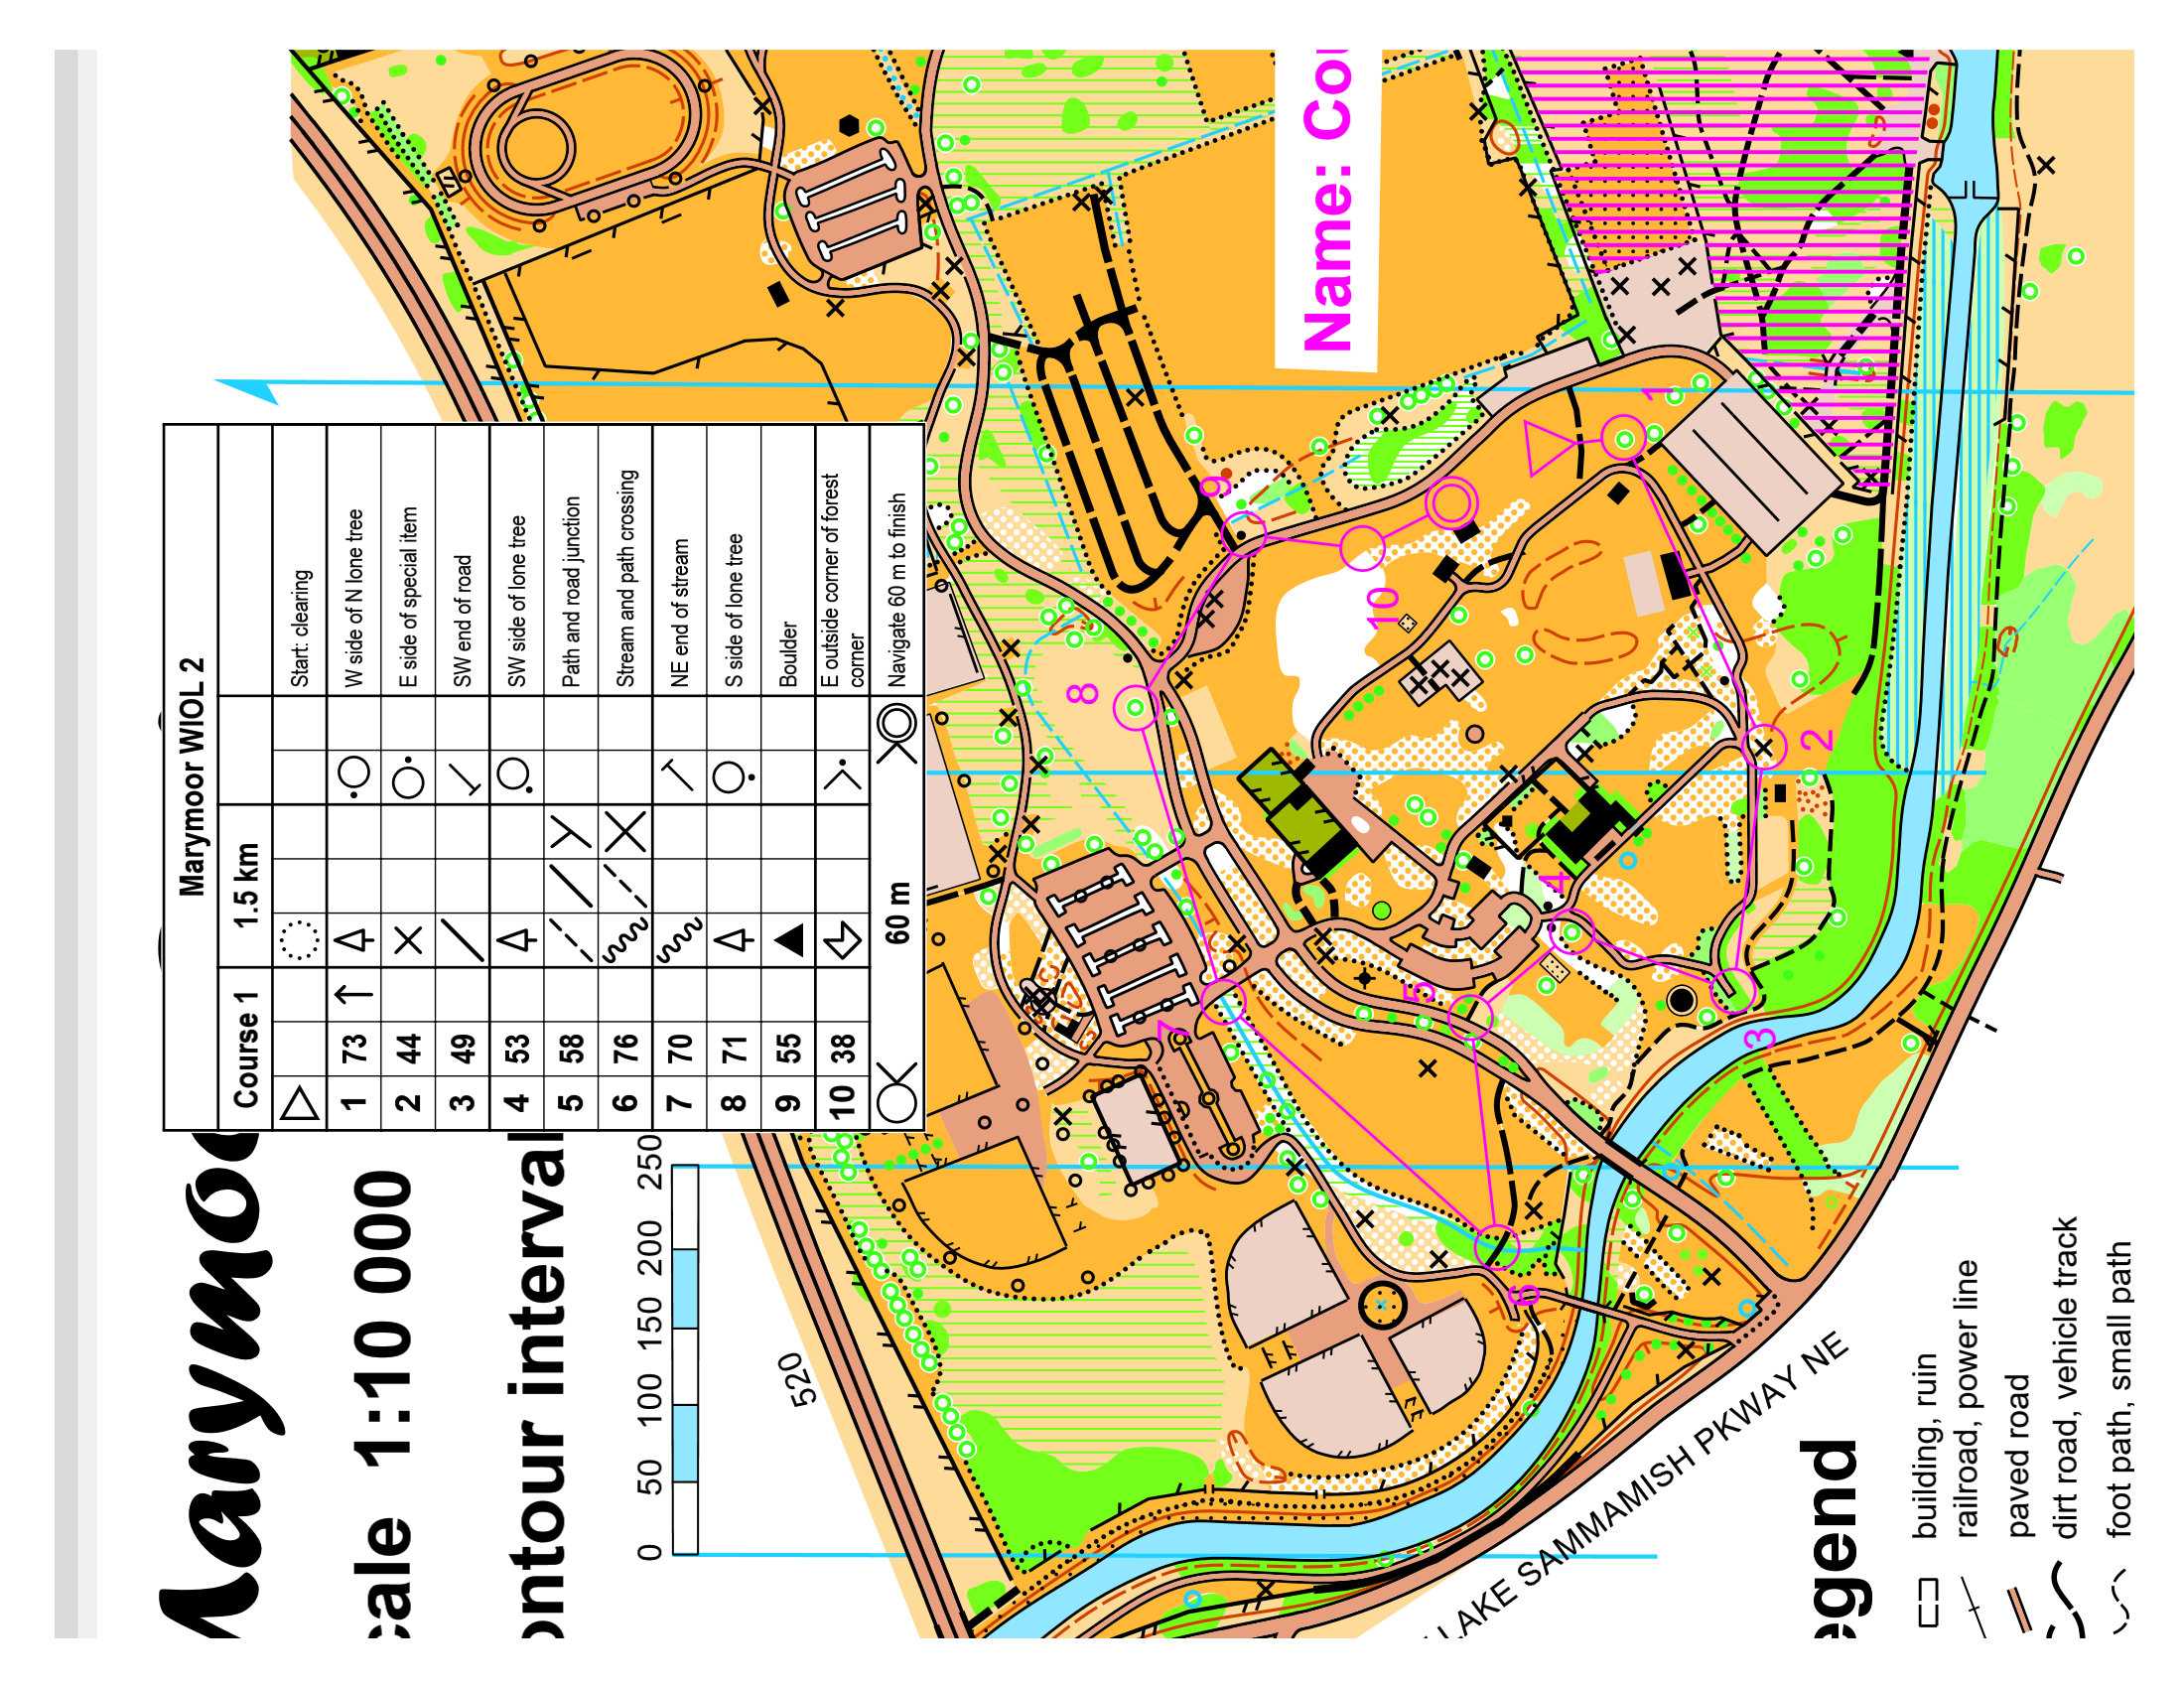 Marymoor WIOL 2
Course 1 1.5 km
Start: clearing
1 73 W side of N lone tree
2 44 E side of special item
3 49 SW end of road
4 53 SW side of lone tree
5 58 Path and road junction
6 76 Stream and path crossing
7 70 NE end of stream
8 71 S side of lone tree
9 55 Boulder
10 38 E outside corner of forest
corner
60 m Navigate 60 m to finish
Marymo
cale 1:10 000
ontour interval
0 50 100 150 200 250
520
Name: Cou
1
2
3
4
5
6
7
8
9
10
LAKE SAMMAMISH PKWAY NE
egend
building, ruin
railroad, power line
paved road
dirt road, vehicle track
foot path, small path